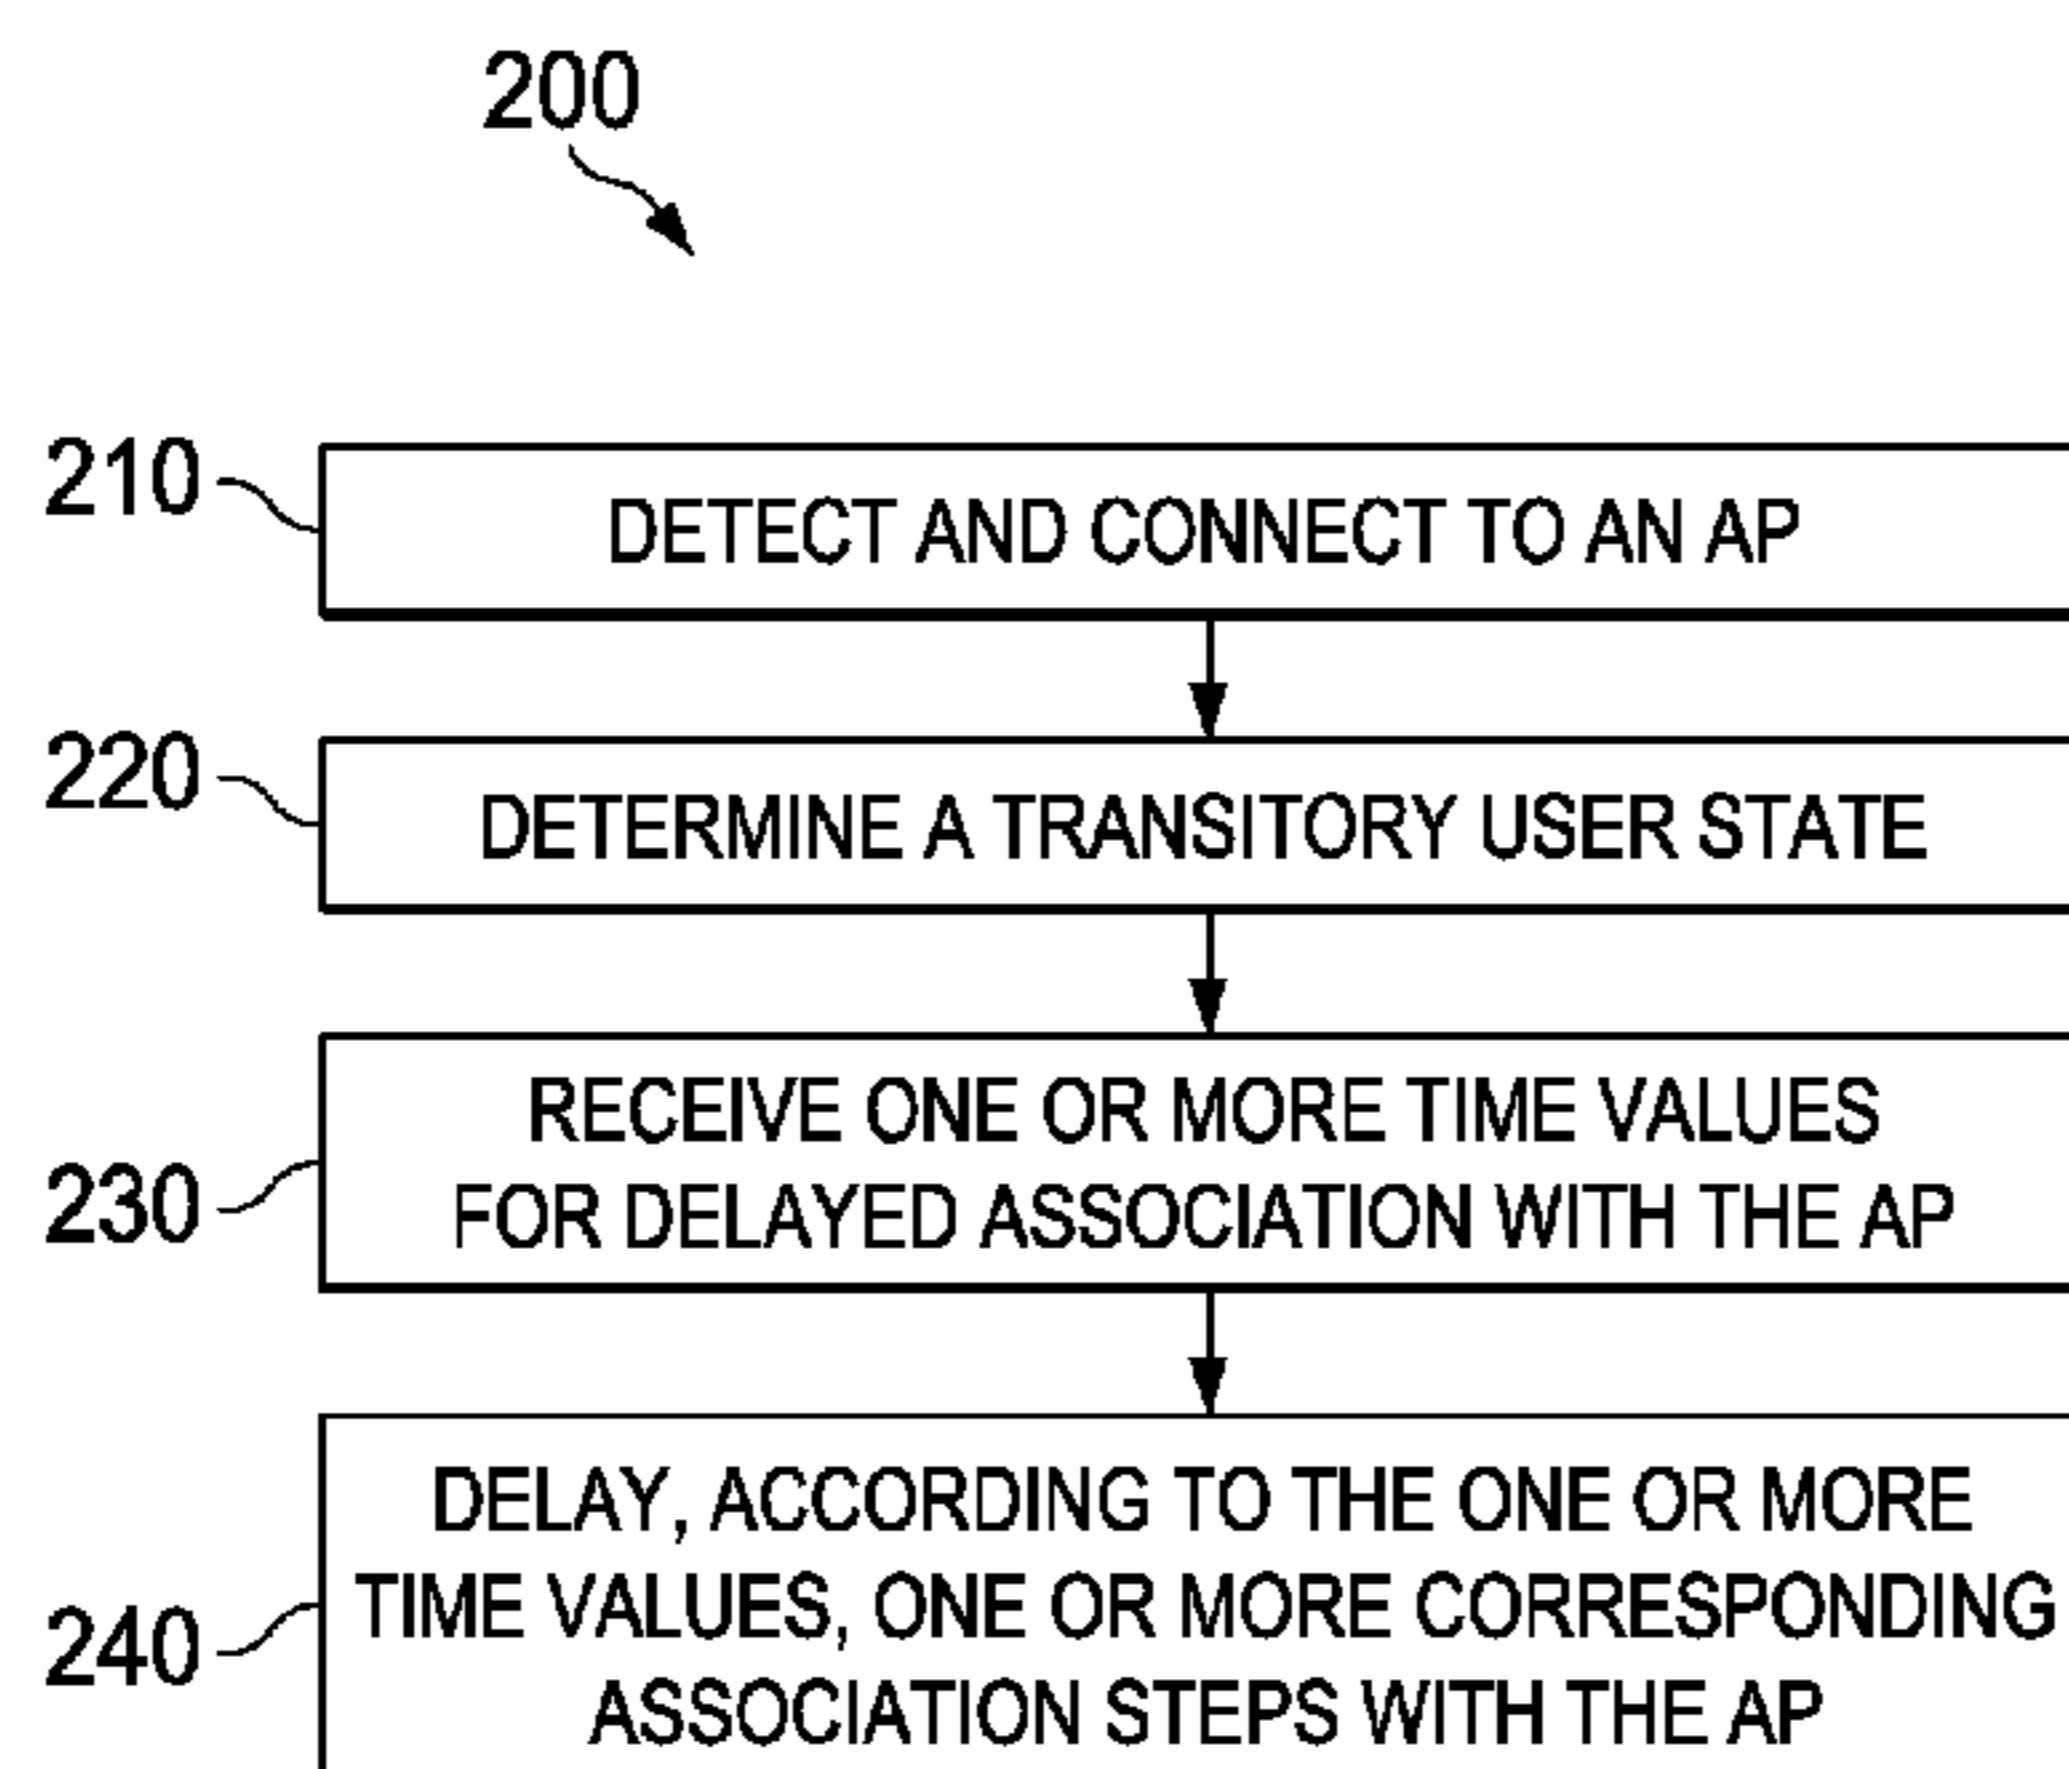 200
210
DETECT AND CONNECT TO AN AP
220
DETERMINE A TRANSITORY USER STATE
230
RECEIVE ONE OR MORE TIME VALUES
FOR DELAYED ASSOCIATION WITH THE AP
240
DELAY, ACCORDING TO THE ONE OR MORE
TIME VALUES, ONE OR MORE CORRESPONDING
ASSOCIATION STEPS WITH THE AP